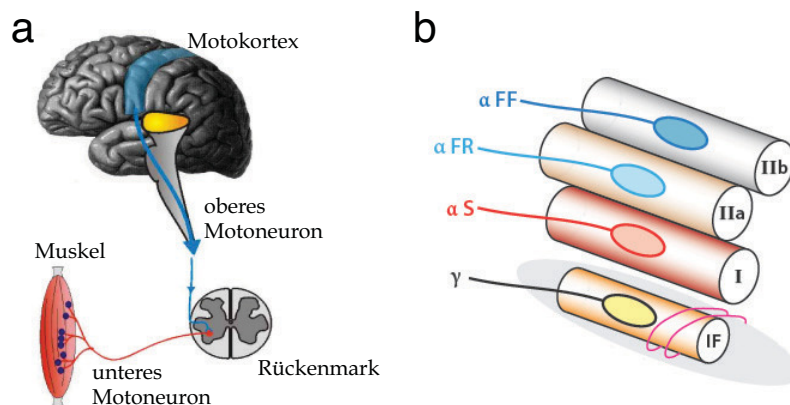 a
Motokortex
oberes
Motoneuron
Muskel
unteres
Motoneuron
Rückenmark
b
α FF
IIb
α FR
IIa
α S
I
γ
IF